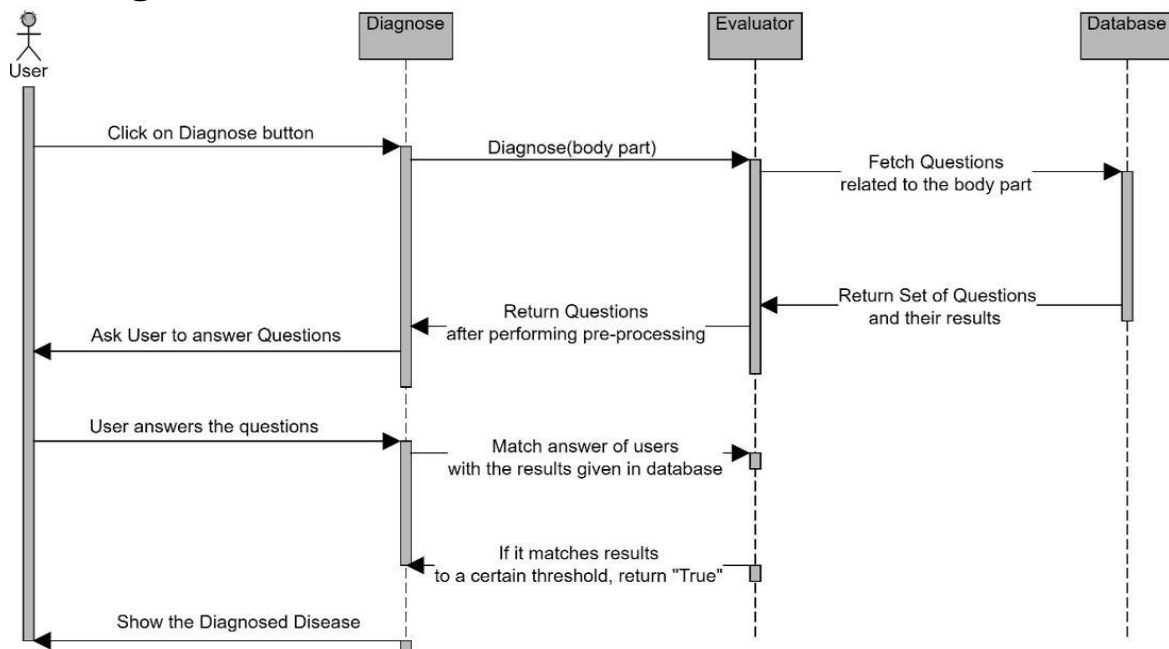 Diagnose
Evaluator
Database
User
Click on Diagnose button
Diagnose(body part)
Fetch Questions
related to the body part
Return Set of Questions
and their results
Return Questions
after performing pre-processing
Ask User to answer Questions
User answers the questions
Match answer of users
with the results given in database
If it matches results
to a certain threshold, return "True"
Show the Diagnosed Disease